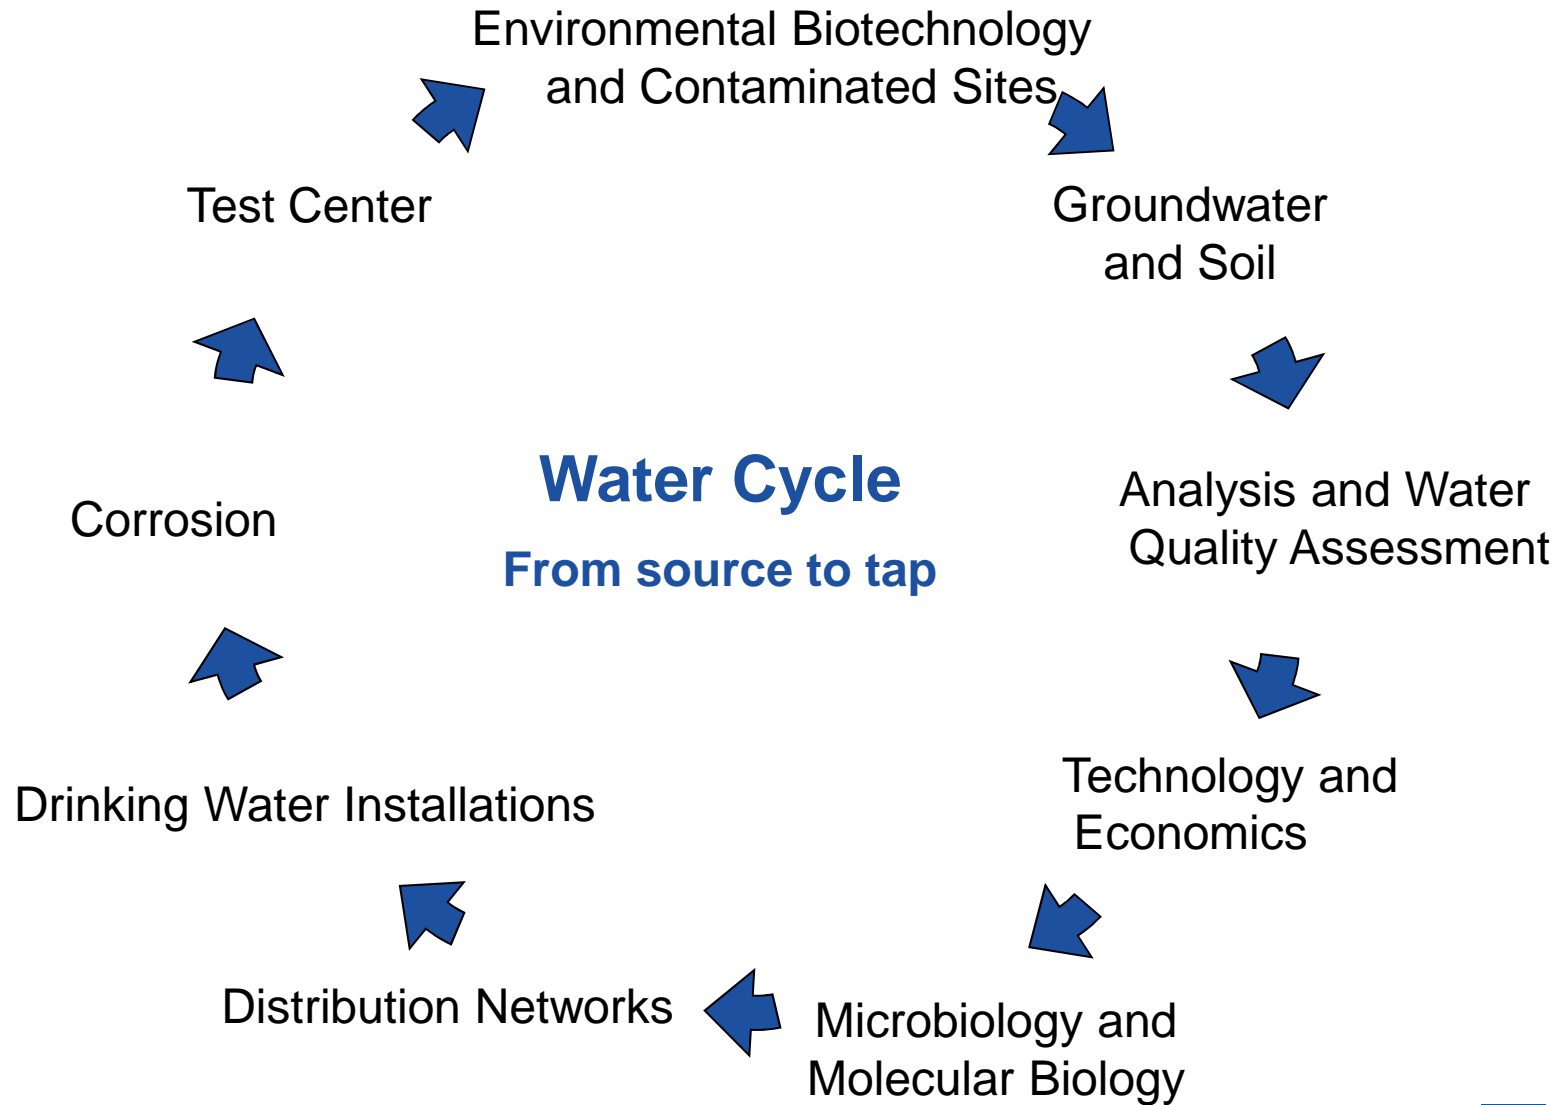 Environmental Biotechnology
and Contaminated Sites
Test Center
Groundwater
and Soil
Water Cycle
From source to tap
Corrosion
Analysis and Water
Quality Assessment
Drinking Water Installations
Technology and
Economics
Distribution Networks
Microbiology and
Molecular Biology